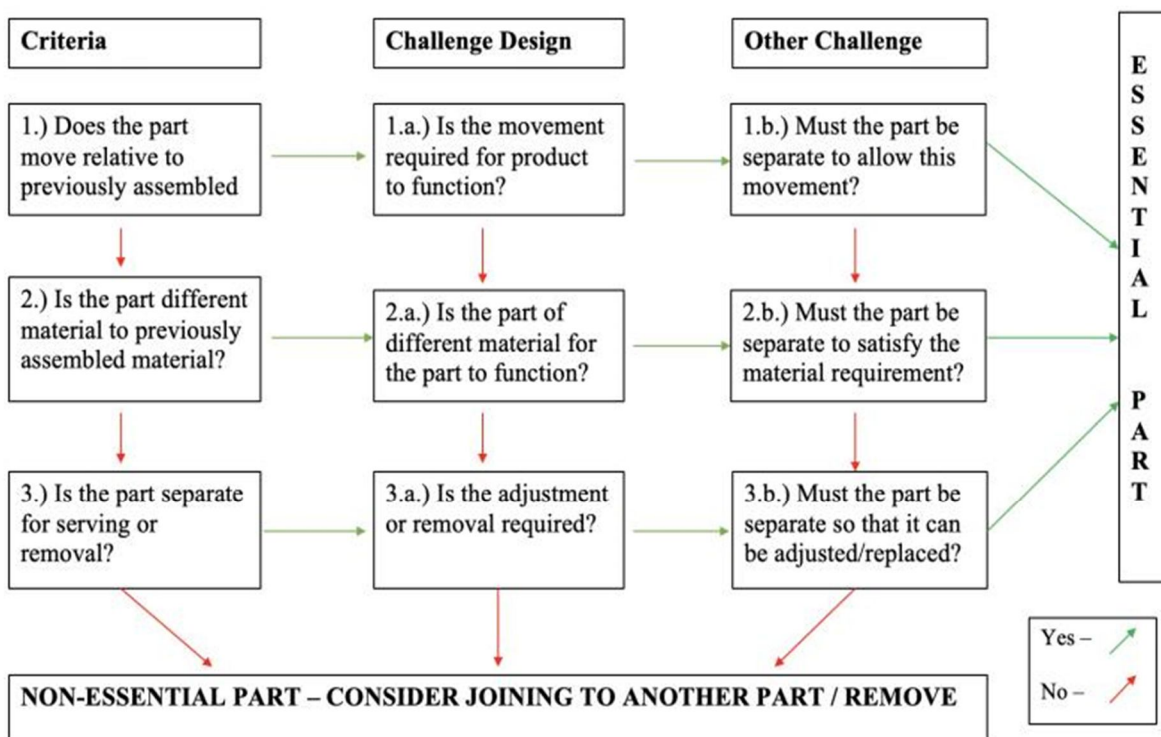 Criteria
Challenge Design
Other Challenge
1.) Does the part
move relative to
previously assembled
1.a.) Is the movement
required for product
to function?
1.b.) Must the part be
separate to allow this
movement?
2.) Is the part different
material to previously
assembled material?
2.a.) Is the part of
different material for
the part to function?
2.b.) Must the part be
separate to satisfy the
material requirement?
3.) Is the part separate
for serving or
removal?
3.a.) Is the adjustment
or removal required?
3.b.) Must the part be
separate so that it can
be adjusted/replaced?
ESSENTIAL
PART
Yes –
No –
NON-ESSENTIAL PART – CONSIDER JOINING TO ANOTHER PART / REMOVE